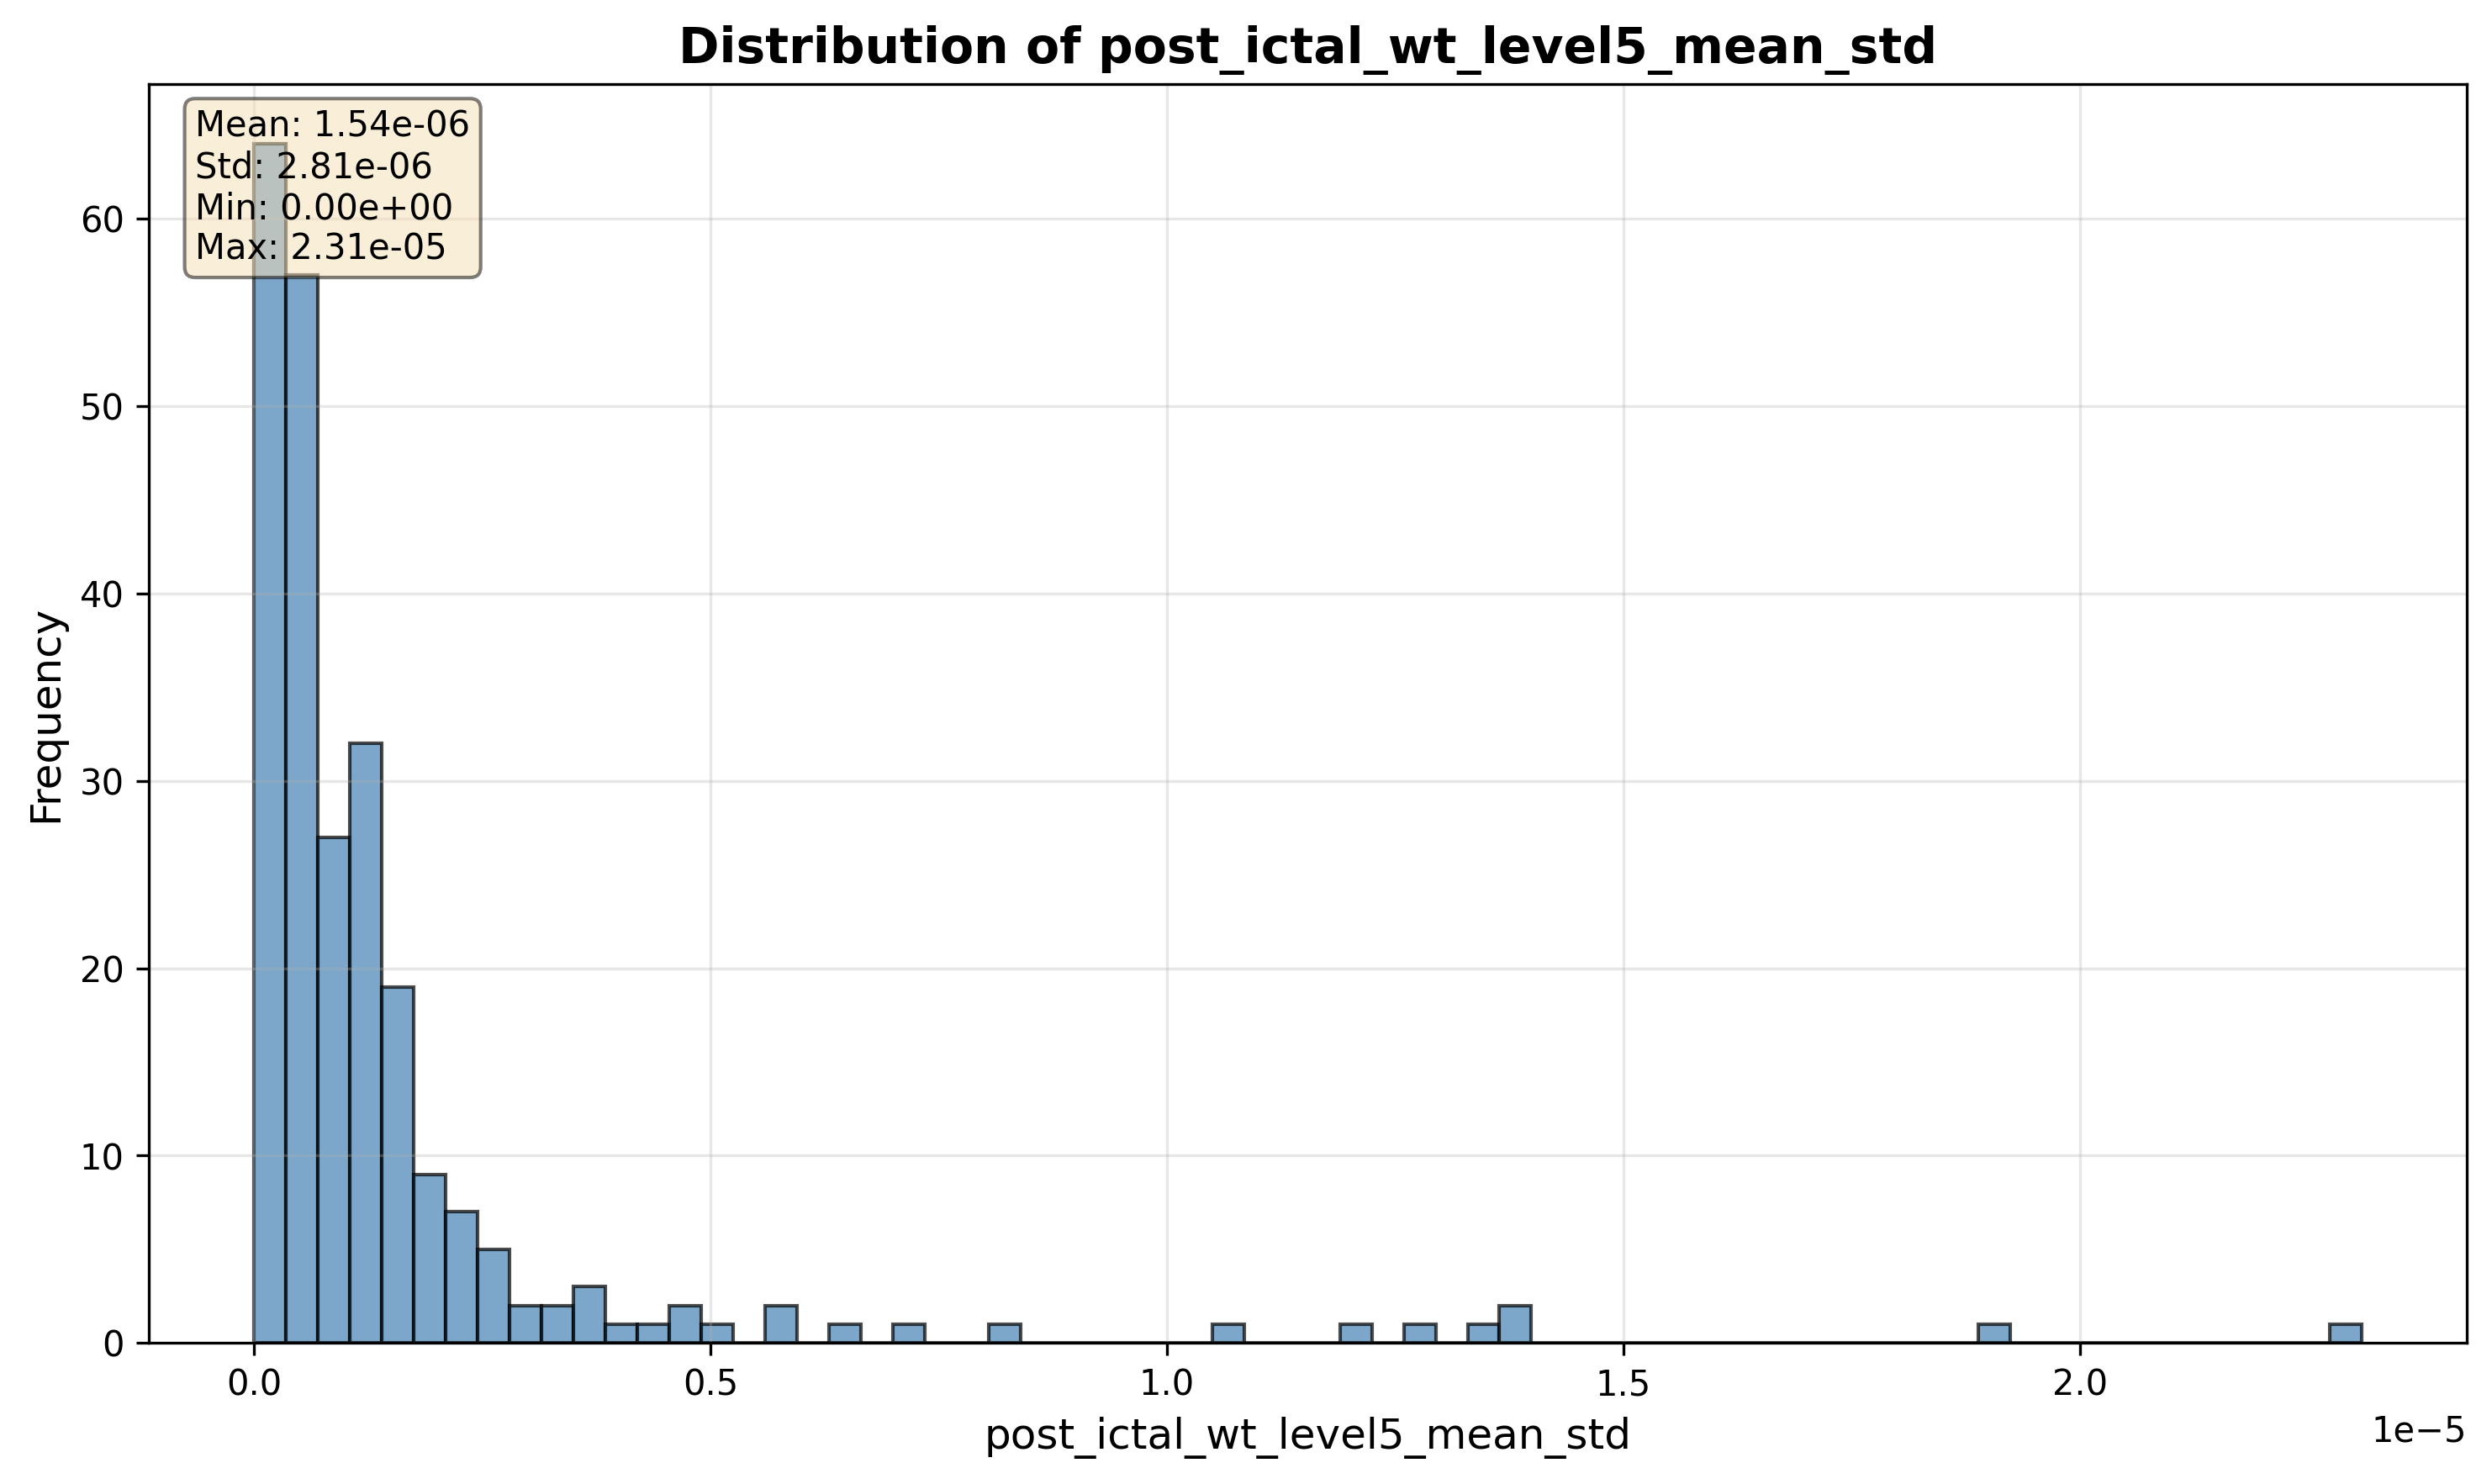 Distribution of post_ictal_wt_level5_mean_std
Mean: 1.54e-06
Std: 2.81e-06
Min: 0.00e+00
Max: 2.31e-05
60
50
40
30
20
10
0
Frequency
0.0 0.5 1.0 1.5 2.0
1e−5
post_ictal_wt_level5_mean_std